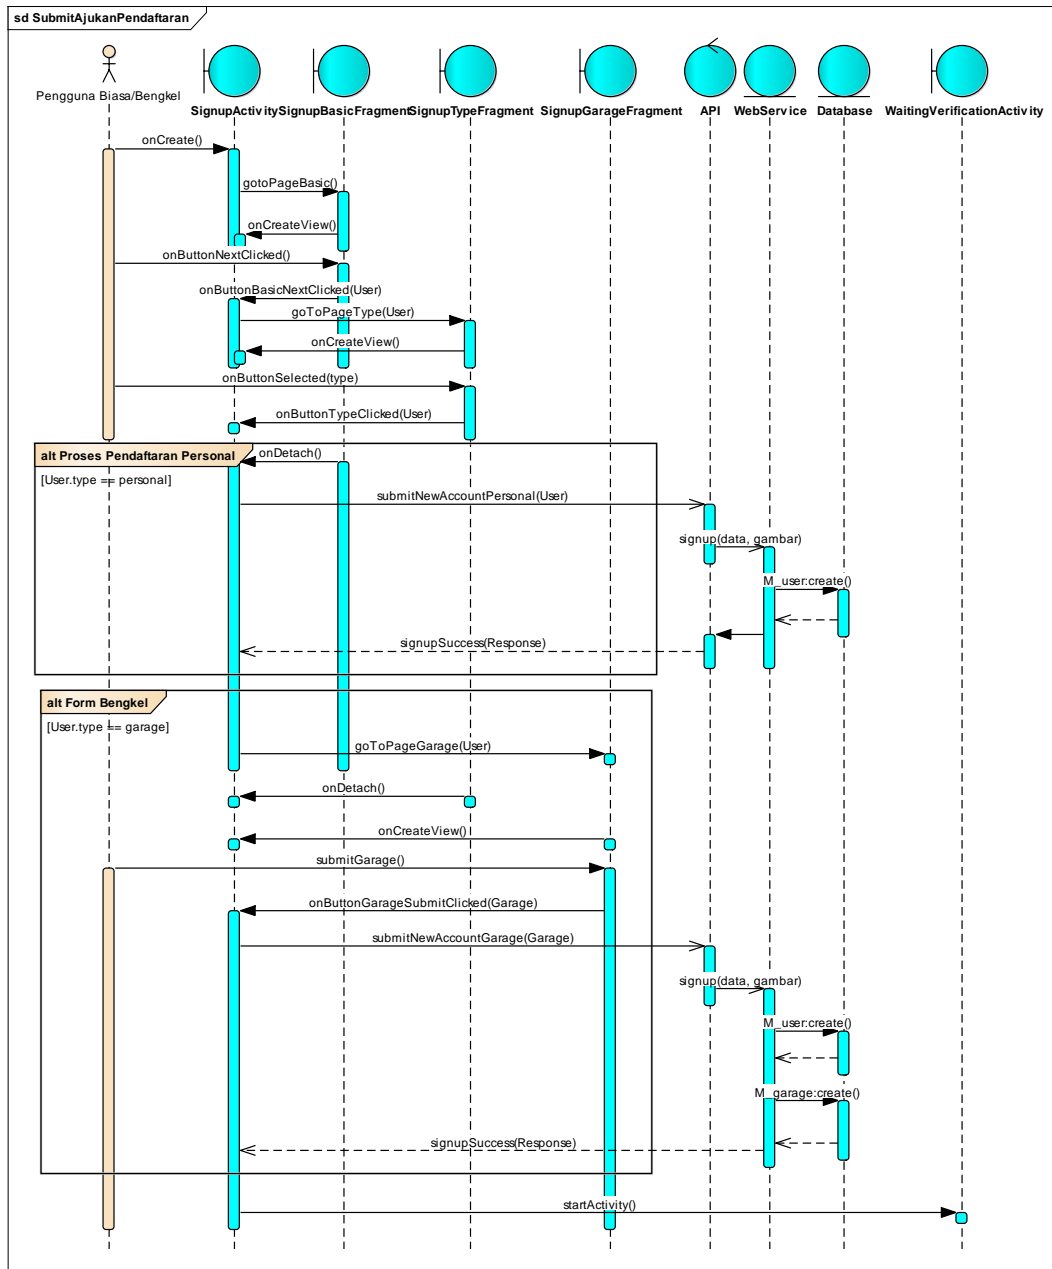 sd SubmitAjukanPendaftaran
Pengguna Biasa/Bengkel
SignupActivity
SignupBasicFragment
SignupTypeFragment
SignupGarageFragment
API
WebService
Database
WaitingVerificationActivity
onCreate()
gotoPageBasic()
onCreateView()
onButtonNextClicked()
onButtonBasicNextClicked(User)
goToPageType(User)
onCreateView()
onButtonSelected(type)
onButtonTypeClicked(User)
alt Proses Pendaftaran Personal
onDetach()
[User.type == personal]
submitNewAccountPersonal(User)
signup(data, gambar)
M_user:create()
signupSuccess(Response)
alt Form Bengkel
[User.type == garage]
goToPageGarage(User)
onDetach()
onCreateView()
submitGarage()
onButtonGarageSubmitClicked(Garage)
submitNewAccountGarage(Garage)
signup(data, gambar)
M_user:create()
M_garage:create()
signupSuccess(Response)
startActivity()